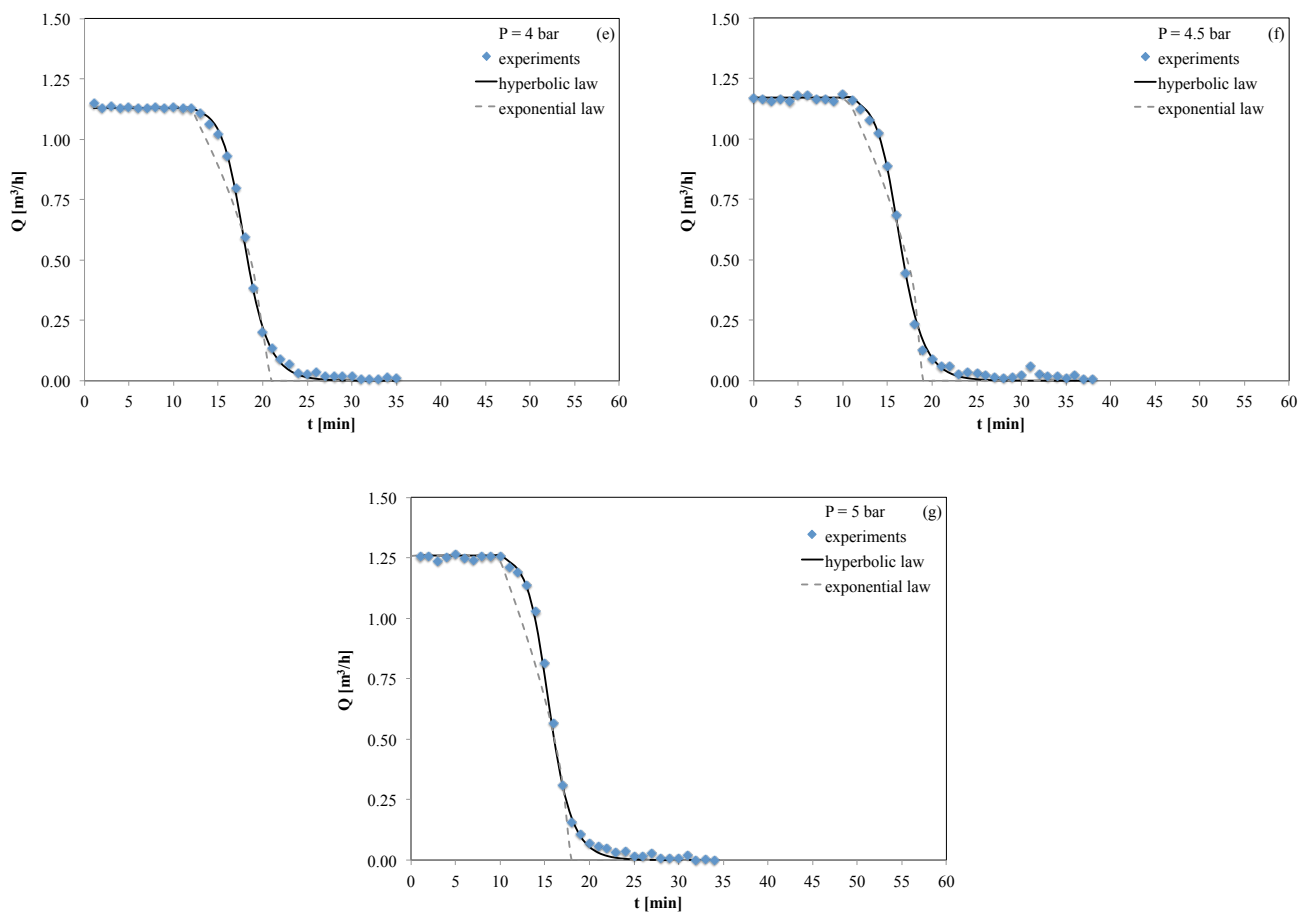 P = 4 bar (e)
experiments
hyperbolic law
exponential law
1.50
1.25
1.00
0.75
0.50
0.25
0.00
Q [m³/h]
0 5 10 15 20 25 30 35 40 45 50 55 60
t [min]
P = 4.5 bar (f)
experiments
hyperbolic law
exponential law
1.50
1.25
1.00
0.75
0.50
0.25
0.00
Q [m³/h]
0 5 10 15 20 25 30 35 40 45 50 55 60
t [min]
P = 5 bar (g)
experiments
hyperbolic law
exponential law
1.50
1.25
1.00
0.75
0.50
0.25
0.00
Q [m³/h]
0 5 10 15 20 25 30 35 40 45 50 55 60
t [min]